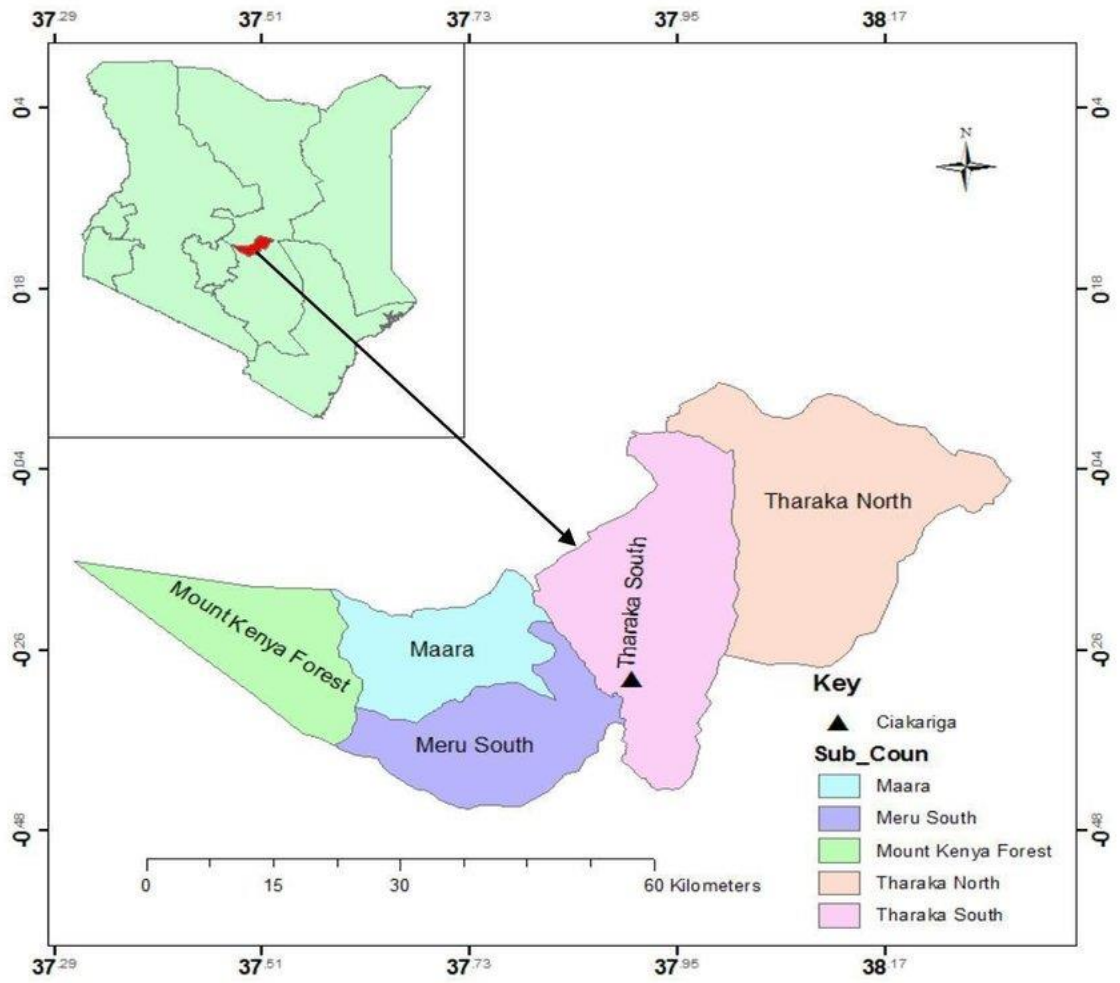 37.29 37.51 37.73 37.95 38.17
0.4 0.4
N
0.18 0.18
-0.04 -0.04
Tharaka North
Tharaka South
Mount Kenya Forest
Maara
-0.26 -0.26
Meru South
Key
Ciakariga
Sub_Coun
Maara
Meru South
Mount Kenya Forest
Tharaka North
Tharaka South
-0.48 -0.48
0 15 30 60 Kilometers
37.29 37.51 37.73 37.95 38.17